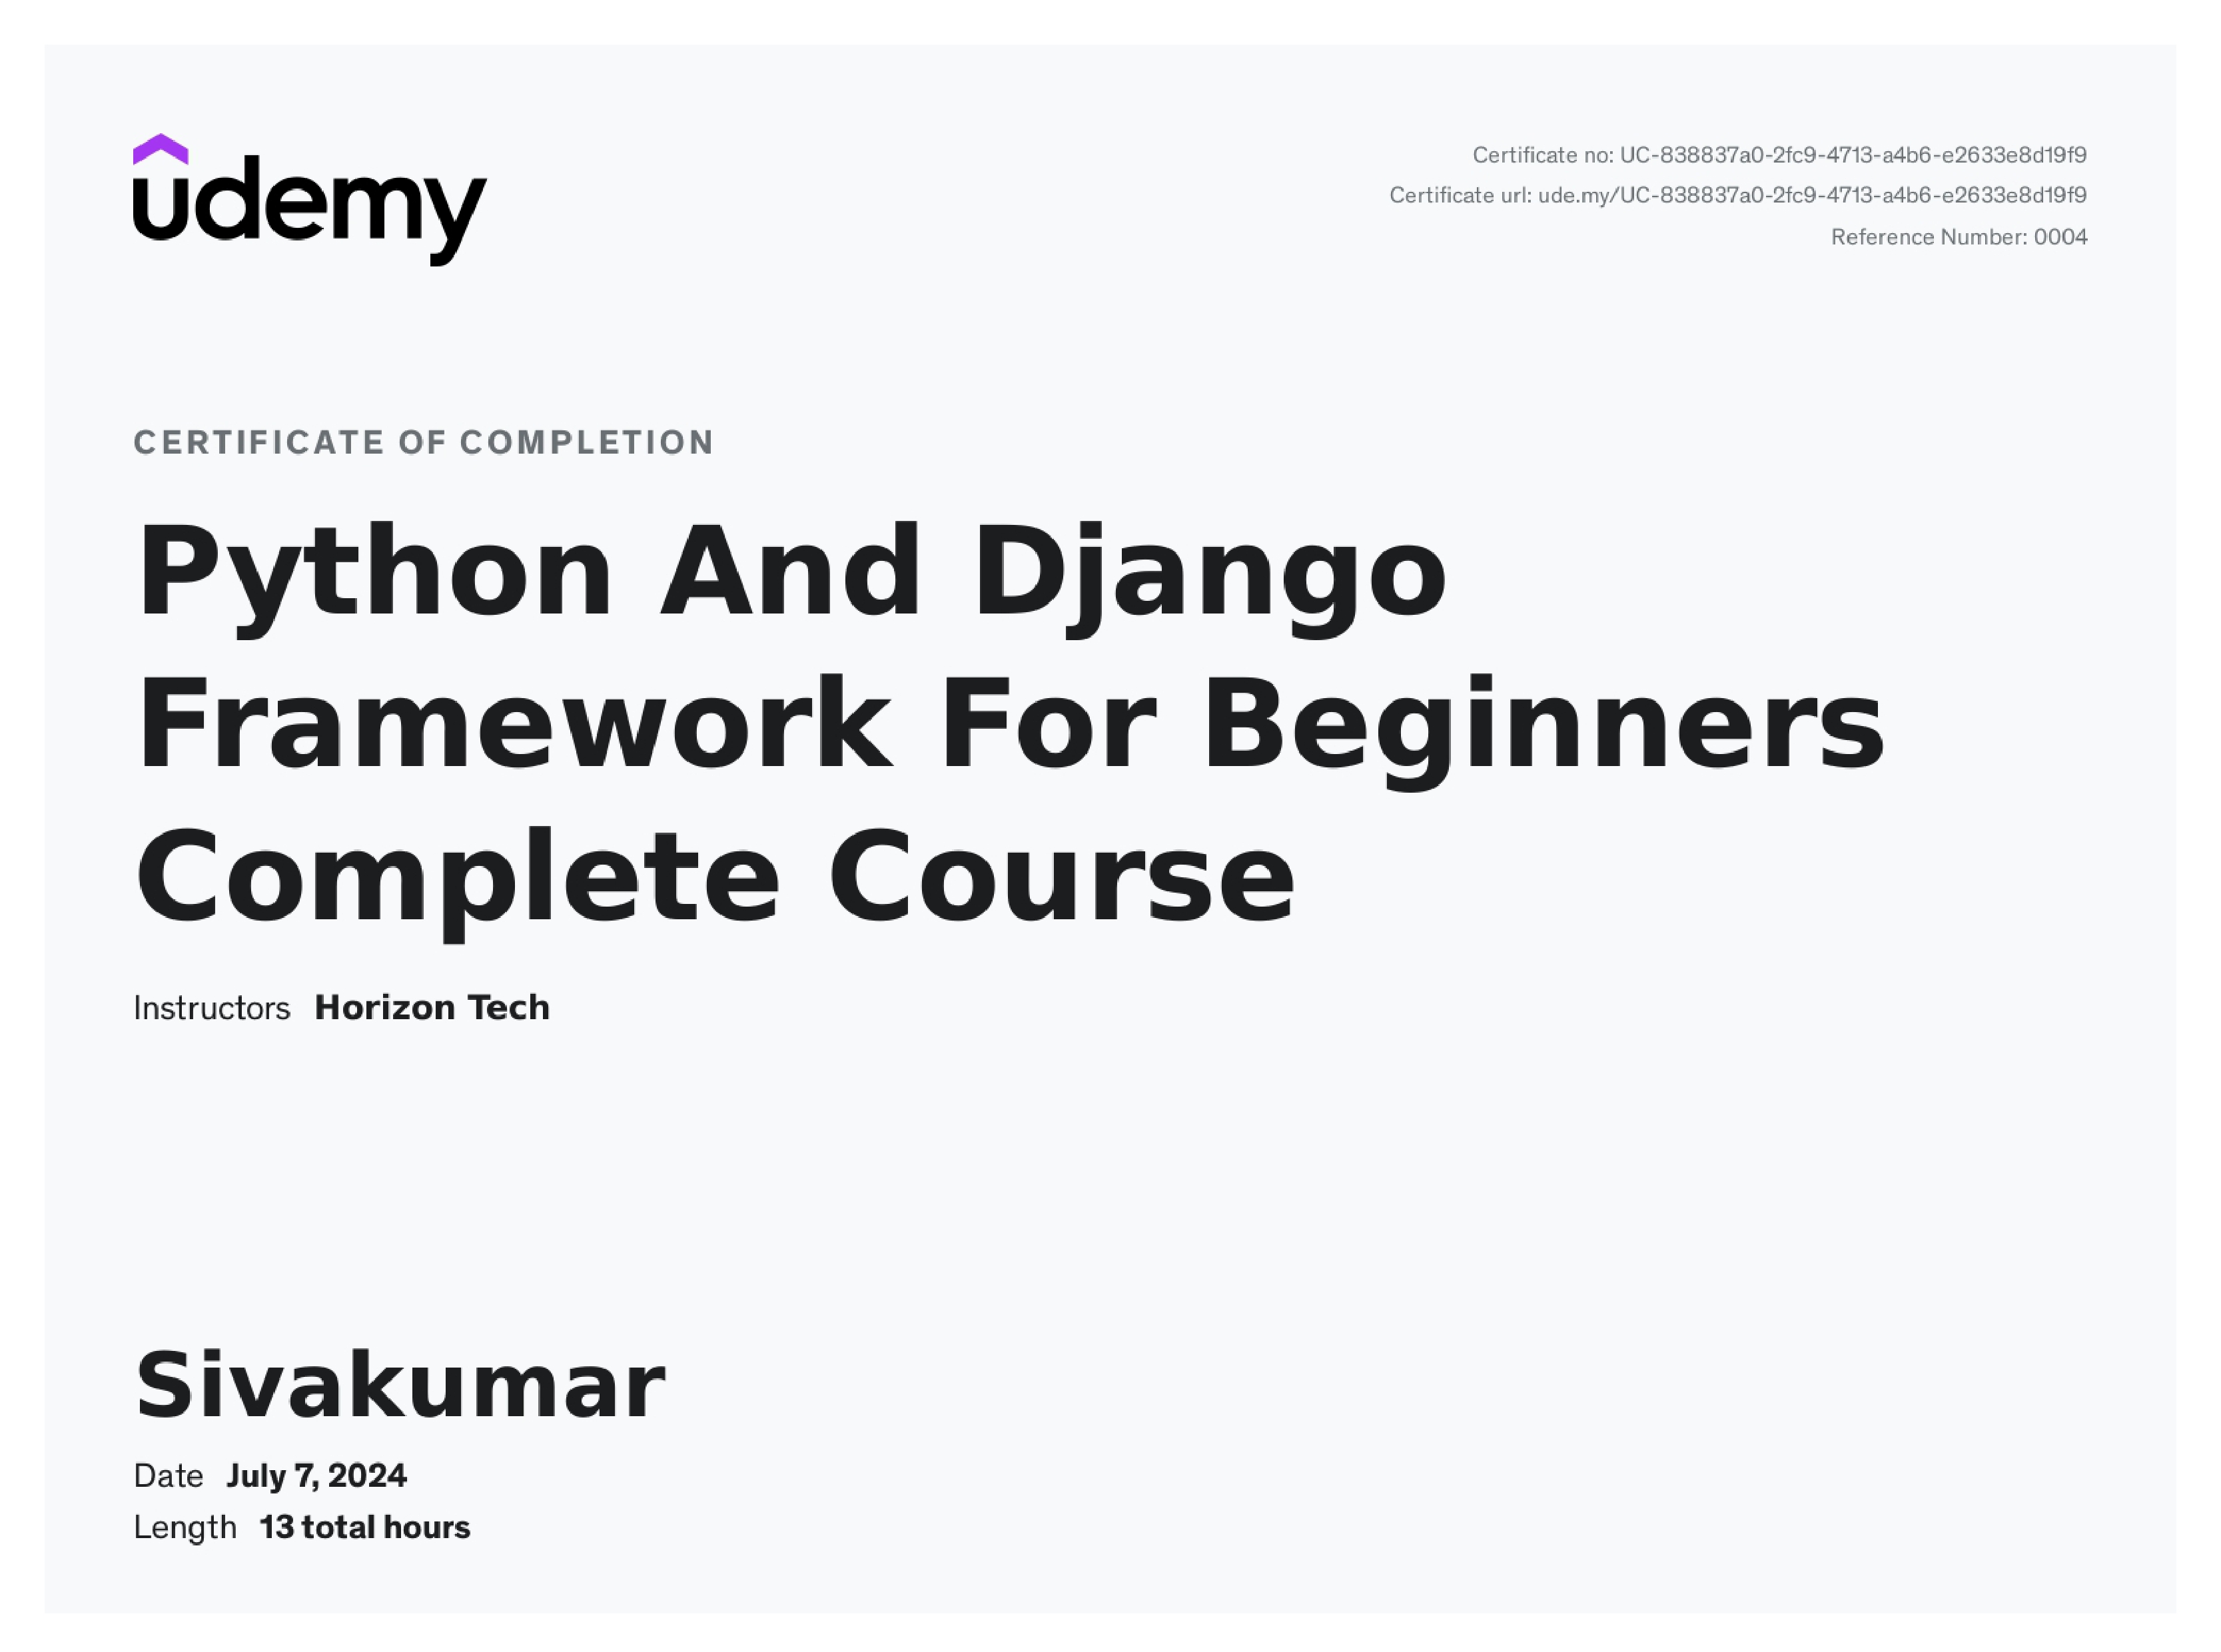 udemy
Certificate no: UC-838837a0-2fc9-4713-a4b6-e2633e8d19f9
Certificate url: ude.my/UC-838837a0-2fc9-4713-a4b6-e2633e8d19f9
Reference Number: 0004
CERTIFICATE OF COMPLETION
Python And Django
Framework For Beginners
Complete Course
Instructors Horizon Tech
Sivakumar
Date July 7, 2024
Length 13 total hours